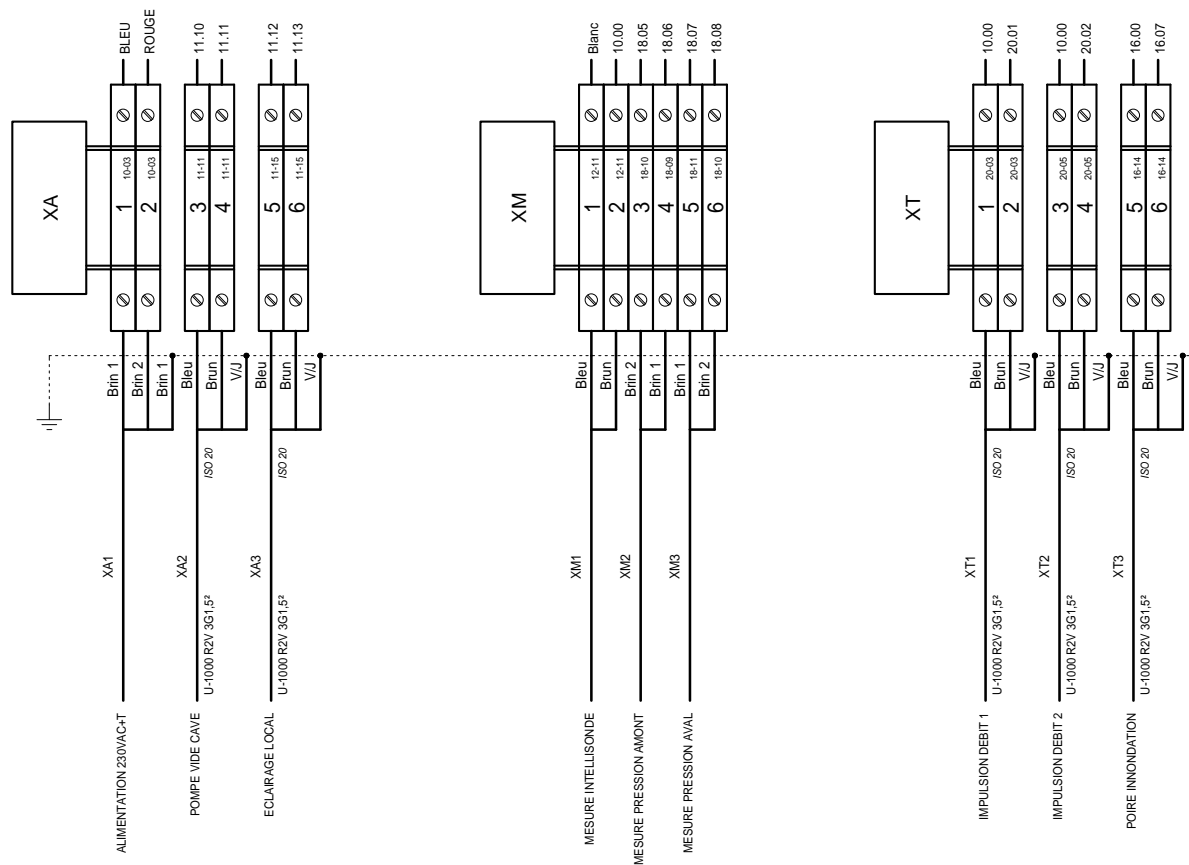 XA
BLEU
ROUGE
11.10
11.11
11.12
11.13
1 10-03
2 10-03
3 11-11
4 11-11
5 11-15
6 11-15
Brin 1
Brin 2
Brin 1
Bleu
Brun
V/J
Bleu
Brun
V/J
ISO 20
ISO 20
XA1
XA2
XA3
U-1000 R2V 3G1,5²
U-1000 R2V 3G1,5²
ALIMENTATION 230VAC+T
POMPE VIDE CAVE
ECLAIRAGE LOCAL
XM
Blanc
10.00
18.05
18.06
18.07
18.08
1 12-11
2 12-11
3 18-10
4 18-09
5 18-11
6 18-10
Bleu
Brun
Brin 2
Brin 1
Brin 1
Brin 2
XM1
XM2
XM3
MESURE INTELLISONDE
MESURE PRESSION AMONT
MESURE PRESSION AVAL
XT
10.00
20.01
10.00
20.02
16.00
16.07
1 20-03
2 20-03
3 20-05
4 20-05
5 16-14
6 16-14
Bleu
Brun
V/J
Bleu
Brun
V/J
Bleu
Brun
V/J
ISO 20
ISO 20
ISO 20
XT1
XT2
XT3
U-1000 R2V 3G1,5²
U-1000 R2V 3G1,5²
U-1000 R2V 3G1,5²
IMPULSION DEBIT 1
IMPULSION DEBIT 2
POIRE INNONDATION